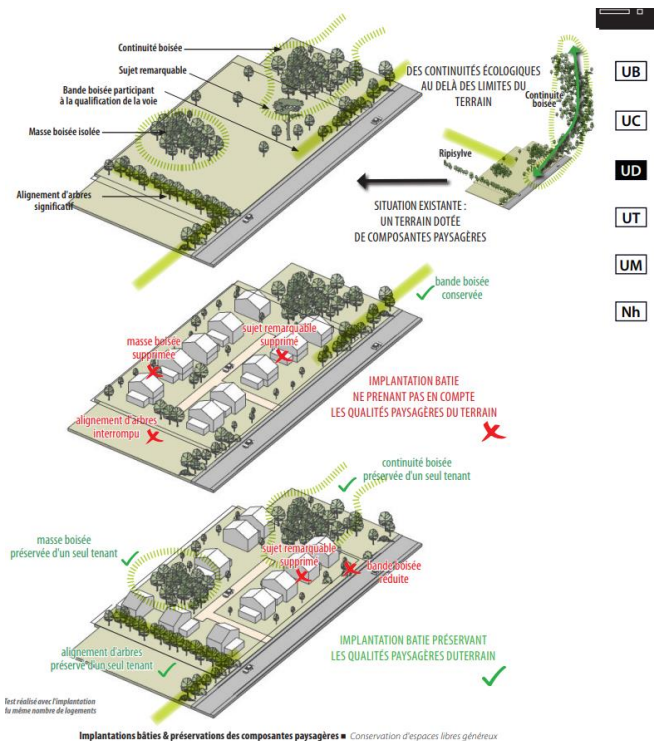 Continuité boisée
Sujet remarquable
Bande boisée participant
à la qualification de la voie
Masse boisée isolée
Alignement d'arbres
significatif
DES CONTINUITÉS ÉCOLOGIQUES
AU DELÀ DES LIMITES DU
TERRAIN
Continuité
boisée
Ripisylve
SITUATION EXISTANTE :
UN TERRAIN DOTÉE
DE COMPOSANTES PAYSAGÈRES
UB
UC
UD
UT
UM
Nh
bande boisée
conservée
sujet remarquable
supprimé
masse boisée
supprimée
alignement d'arbres
interrompu
IMPLANTATION BATIE
NE PRENANT PAS EN COMPTE
LES QUALITÉS PAYSAGÈRES DU TERRAIN
continuité boisée
préservée d'un seul tenant
masse boisée
préservée d'un seul tenant
sujet remarquable
supprimé
bande boisée
réduite
alignement d'arbres
préservé d'un seul tenant
IMPLANTATION BATIE PRÉSERVANT
LES QUALITÉS PAYSAGÈRES DUTERRAIN
Test réalisé avec l'implantation
du même nombre de logements
Implantations bâties & préservations des composantes paysagères ■ Conservation d'espaces libres généreux